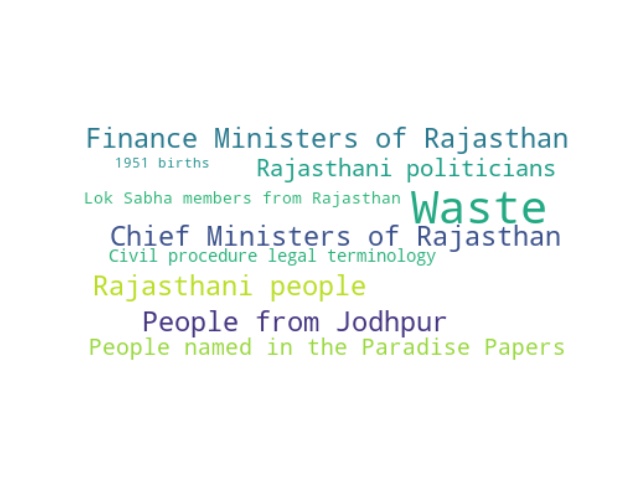 Finance Ministers of Rajasthan
1951 births
Rajasthani politicians
Lok Sabha members from Rajasthan
Waste
Chief Ministers of Rajasthan
Civil procedure legal terminology
Rajasthani people
People from Jodhpur
People named in the Paradise Papers